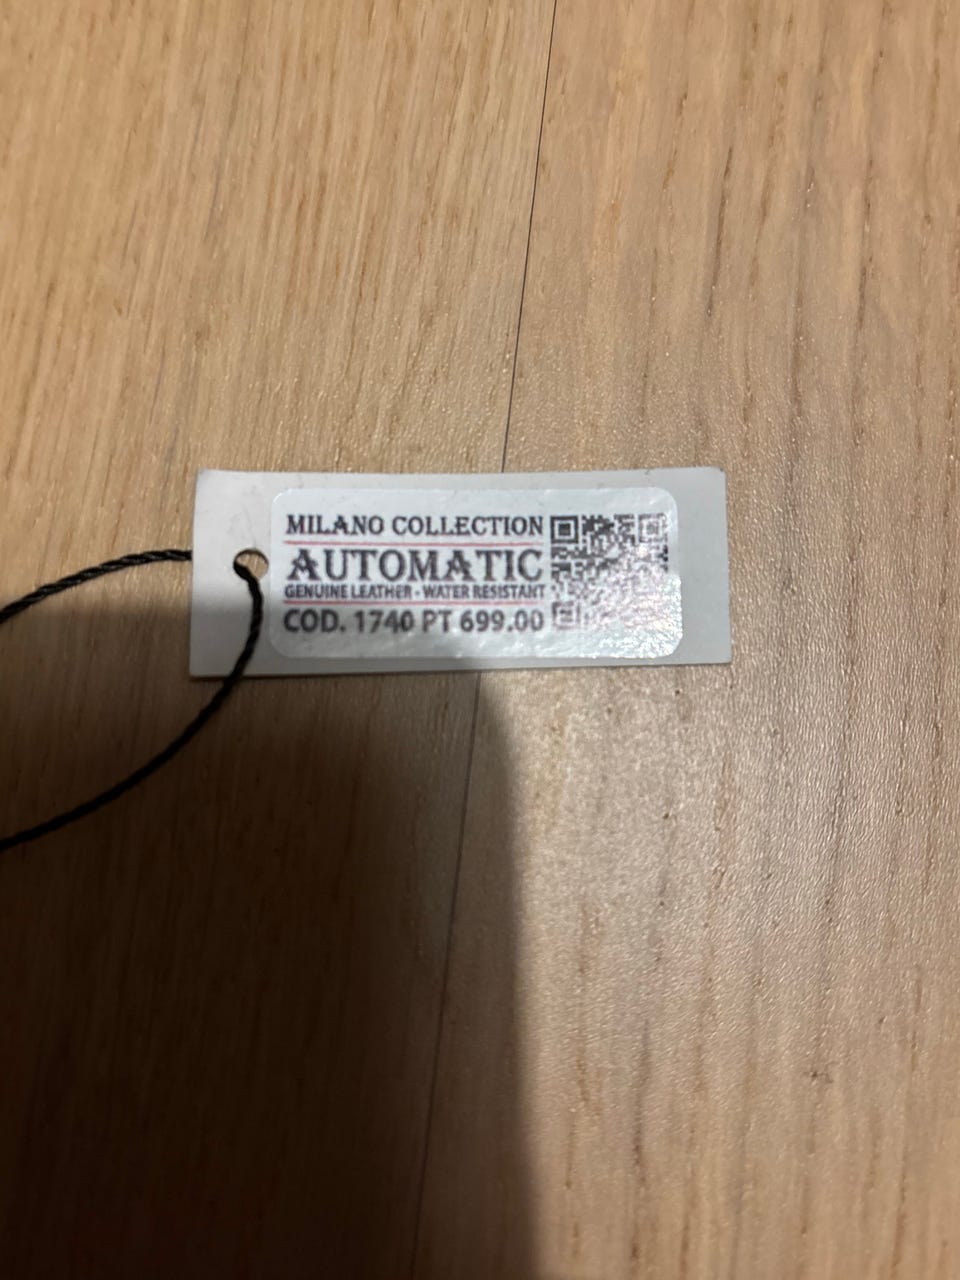 MILANO COLLECTION
AUTOMATIC
GENUINE LEATHER - WATER RESISTANT
COD. 1740 PT 699.00